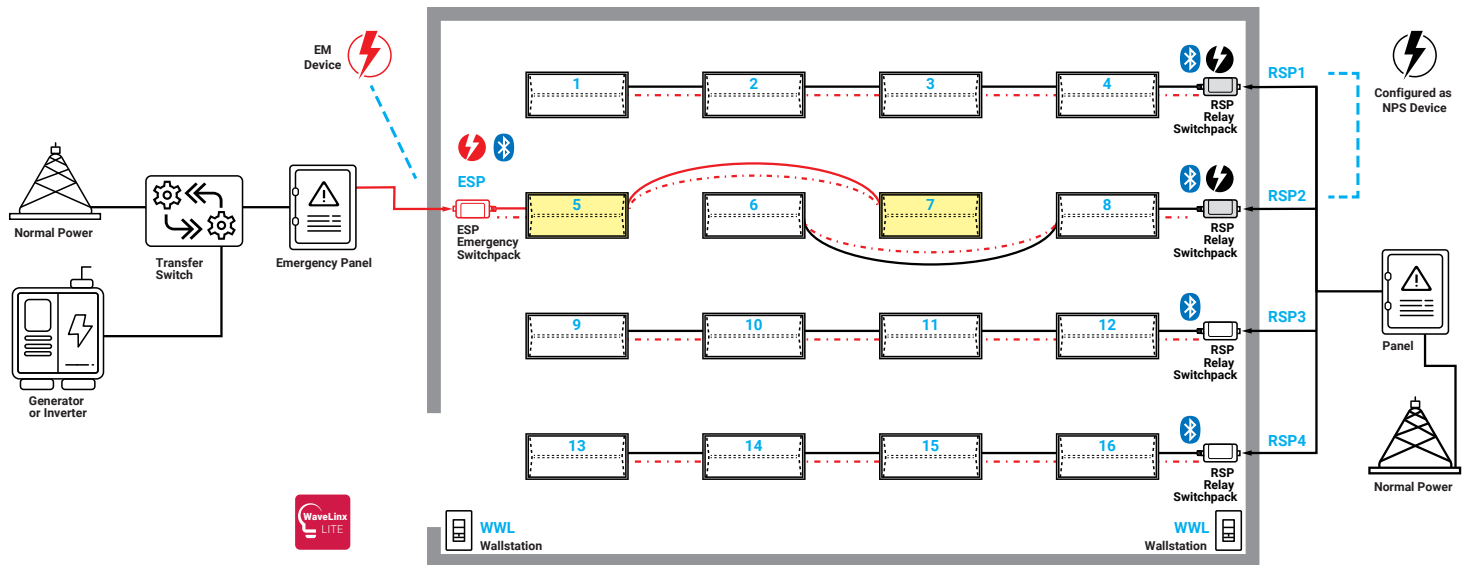 EM
Device
Normal Power
Transfer
Switch
Emergency Panel
Generator
or Inverter
ESP
ESP
Emergency
Switchpack
1
2
3
4
RSP
Relay
Switchpack
RSP1
Configured as
NPS Device
5
6
7
8
RSP
Relay
Switchpack
RSP2
9
10
11
12
RSP
Relay
Switchpack
RSP3
Panel
13
14
15
16
RSP
Relay
Switchpack
RSP4
Normal Power
WaveLinx
LITE
WWL
Wallstation
WWL
Wallstation